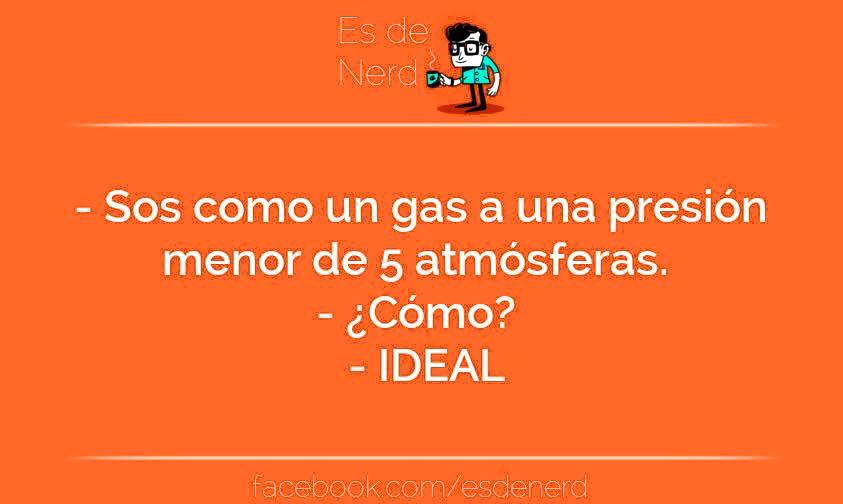 Es de
Nerd
- Sos como un gas a una presión
menor de 5 atmósferas.
- ¿Cómo?
- IDEAL
facebook.com/esdenerd